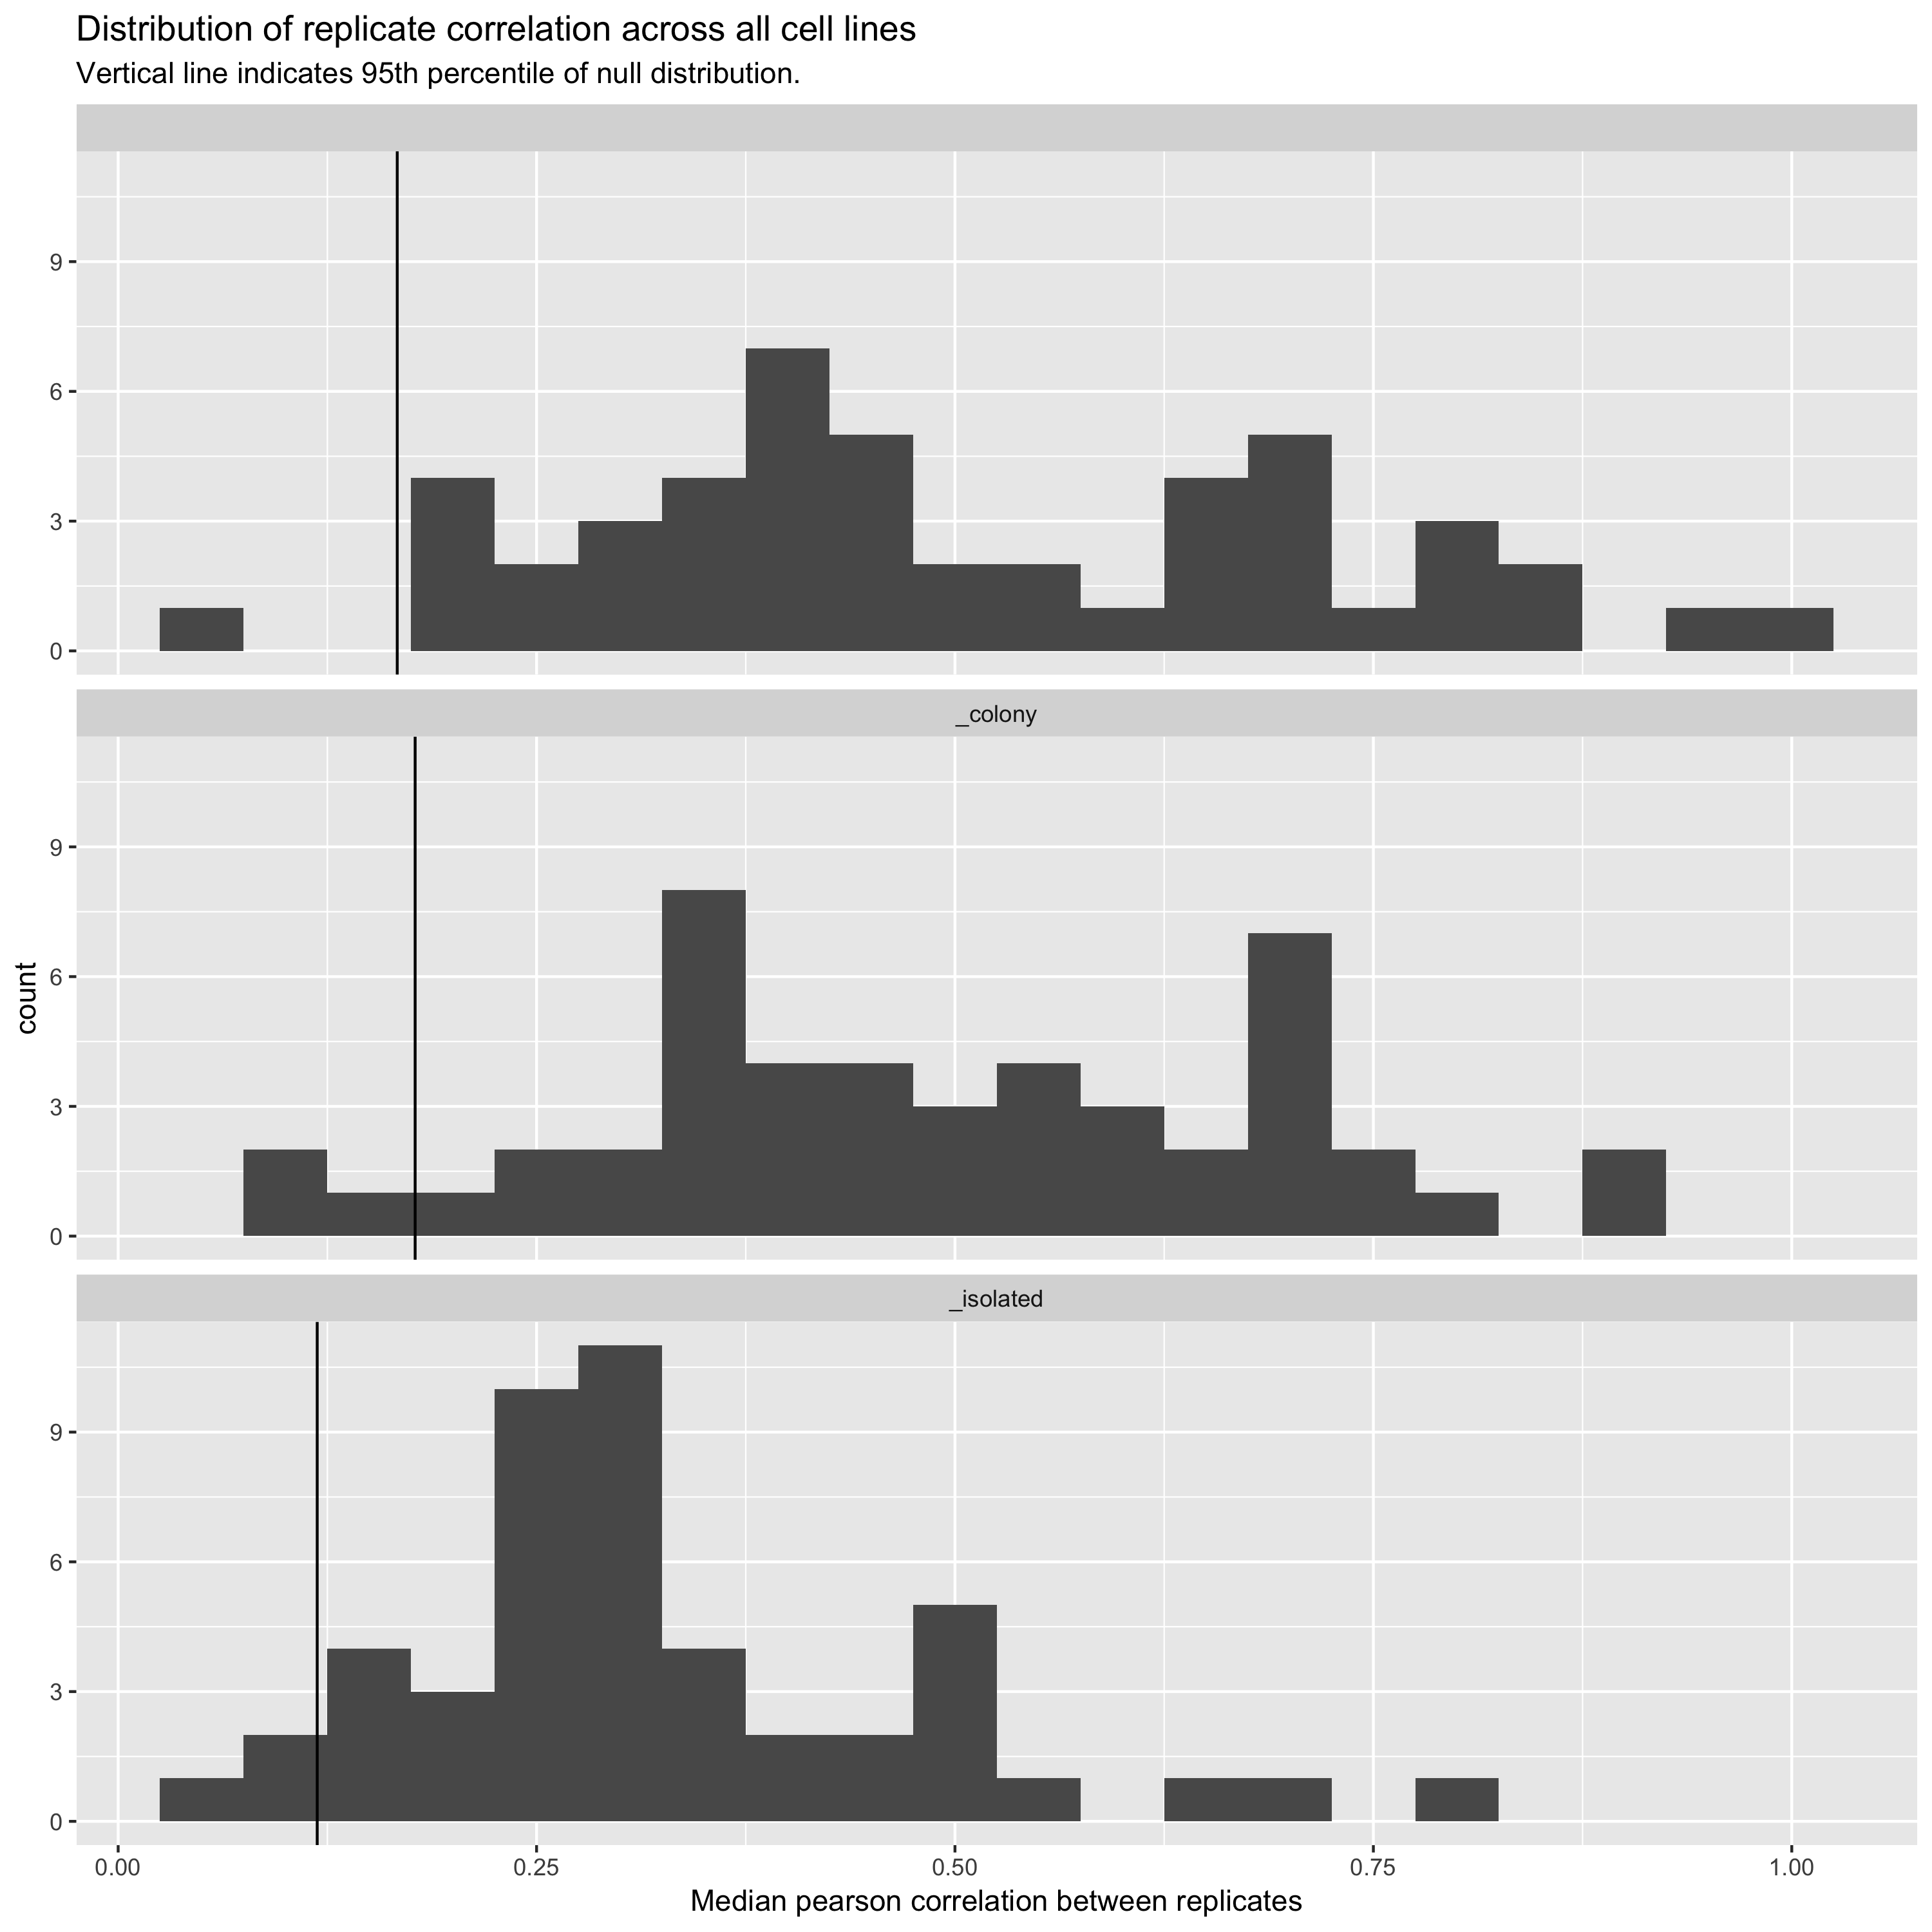 Distribution of replicate correlation across all cell lines
Vertical line indicates 95th percentile of null distribution.
9
6
3
0
_colony
9
6
3
0
count
_isolated
9
6
3
0
0.00 0.25 0.50 0.75 1.00
Median pearson correlation between replicates